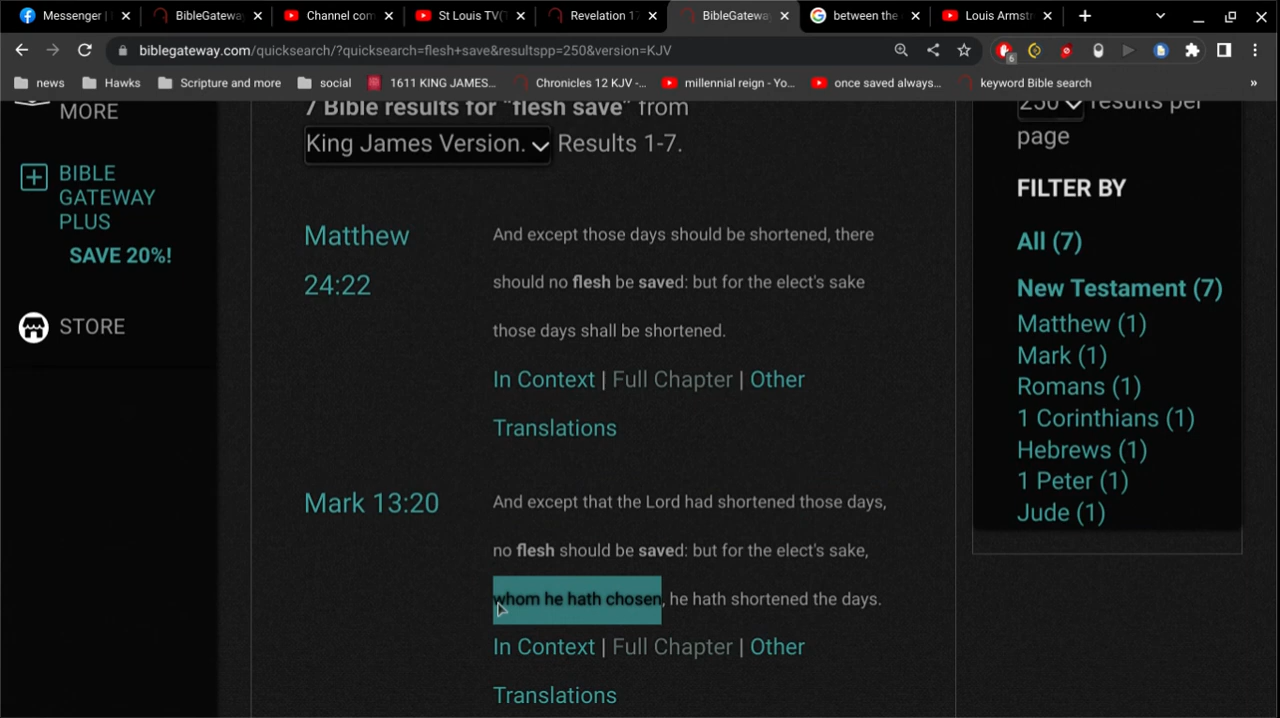 Messenger |
BibleGateway
Channel com
St Louis TV(T
Revelation 17
BibleGateway
between the
Louis Armstr
biblegateway.com/quicksearch/?quicksearch=flesh+save&resultspp=250&version=KJV
6
news
Hawks
Scripture and more
social
1611 KING JAMES...
Chronicles 12 KJV -...
millennial reign - Yo...
once saved always...
keyword Bible search
»
MORE
BIBLE
GATEWAY
PLUS
SAVE 20%!
STORE
7 Bible results for "flesh save" from
King James Version. Results 1-7.
Matthew
24:22
And except those days should be shortened, there
should no flesh be saved: but for the elect's sake
those days shall be shortened.
In Context | Full Chapter | Other
Translations
Mark 13:20
And except that the Lord had shortened those days,
no flesh should be saved: but for the elect's sake,
whom he hath chosen, he hath shortened the days.
In Context | Full Chapter | Other
Translations
250 results per
page
FILTER BY
All (7)
New Testament (7)
Matthew (1)
Mark (1)
Romans (1)
1 Corinthians (1)
Hebrews (1)
1 Peter (1)
Jude (1)